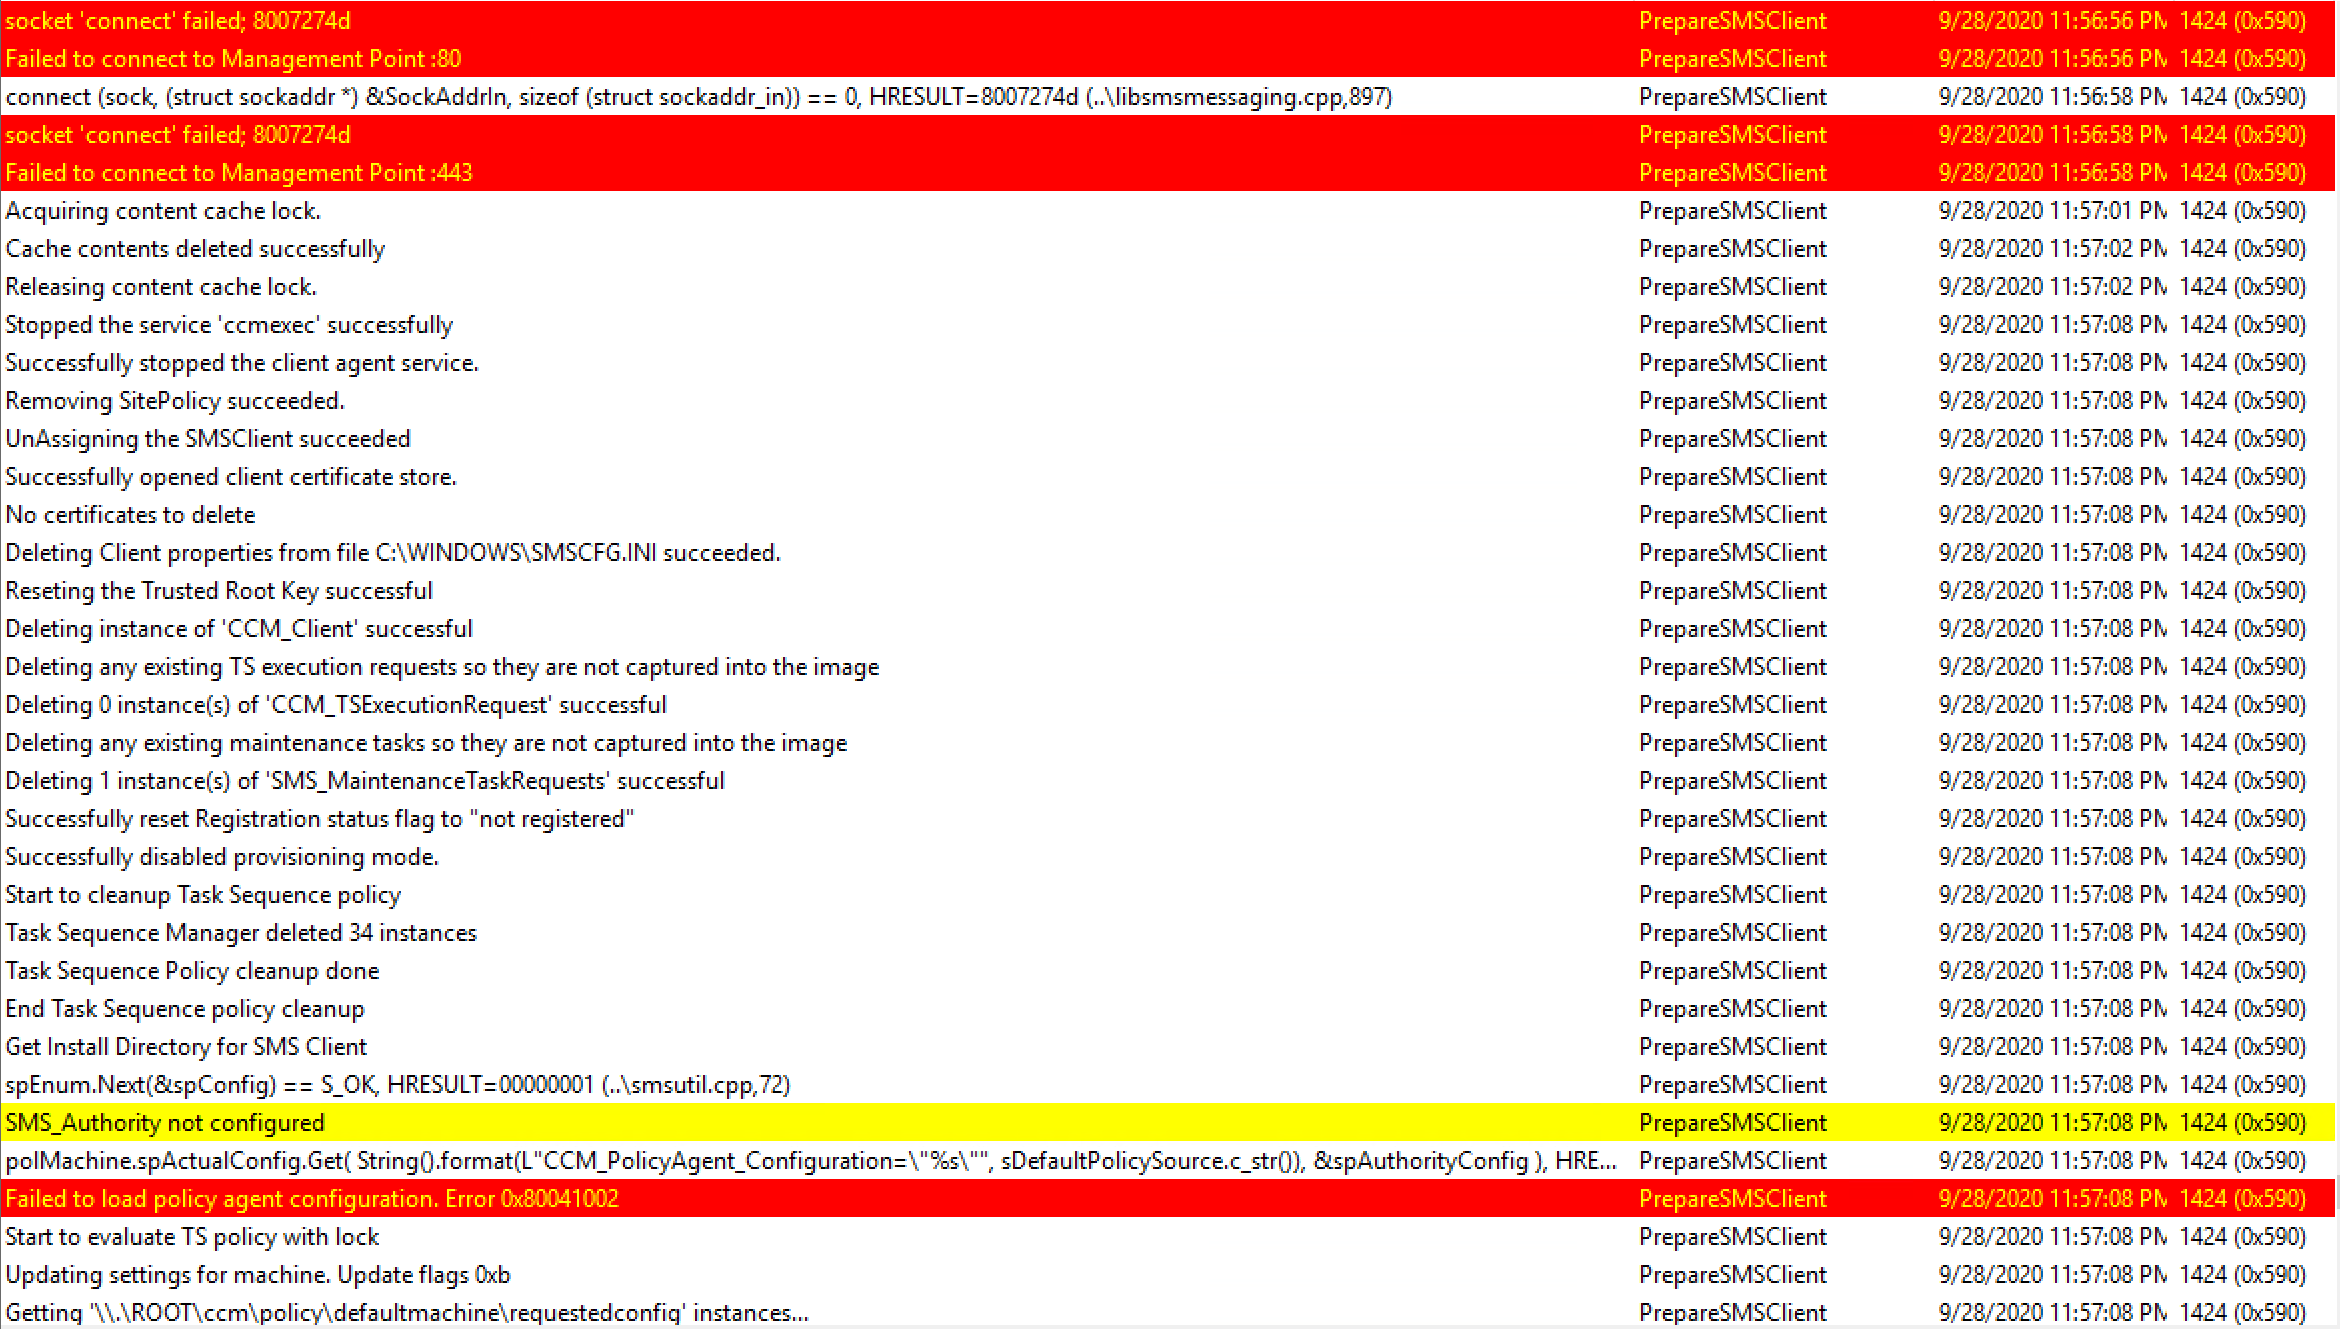 socket 'connect' failed; 8007274d PrepareSMSClient 9/28/2020 11:56:56 PM 1424 (0x590)
Failed to connect to Management Point :80 PrepareSMSClient 9/28/2020 11:56:56 PM 1424 (0x590)
connect (sock, (struct sockaddr *) &SockAddrIn, sizeof (struct sockaddr_in)) == 0, HRESULT=8007274d (..\libsmsmessaging.cpp,897) PrepareSMSClient 9/28/2020 11:56:58 PM 1424 (0x590)
socket 'connect' failed; 8007274d PrepareSMSClient 9/28/2020 11:56:58 PM 1424 (0x590)
Failed to connect to Management Point :443 PrepareSMSClient 9/28/2020 11:56:58 PM 1424 (0x590)
Acquiring content cache lock. PrepareSMSClient 9/28/2020 11:57:01 PM 1424 (0x590)
Cache contents deleted successfully PrepareSMSClient 9/28/2020 11:57:02 PM 1424 (0x590)
Releasing content cache lock. PrepareSMSClient 9/28/2020 11:57:02 PM 1424 (0x590)
Stopped the service 'ccmexec' successfully PrepareSMSClient 9/28/2020 11:57:08 PM 1424 (0x590)
Successfully stopped the client agent service. PrepareSMSClient 9/28/2020 11:57:08 PM 1424 (0x590)
Removing SitePolicy succeeded. PrepareSMSClient 9/28/2020 11:57:08 PM 1424 (0x590)
UnAssigning the SMSClient succeeded PrepareSMSClient 9/28/2020 11:57:08 PM 1424 (0x590)
Successfully opened client certificate store. PrepareSMSClient 9/28/2020 11:57:08 PM 1424 (0x590)
No certificates to delete PrepareSMSClient 9/28/2020 11:57:08 PM 1424 (0x590)
Deleting Client properties from file C:\WINDOWS\SMSCFG.INI succeeded. PrepareSMSClient 9/28/2020 11:57:08 PM 1424 (0x590)
Reseting the Trusted Root Key successful PrepareSMSClient 9/28/2020 11:57:08 PM 1424 (0x590)
Deleting instance of 'CCM_Client' successful PrepareSMSClient 9/28/2020 11:57:08 PM 1424 (0x590)
Deleting any existing TS execution requests so they are not captured into the image PrepareSMSClient 9/28/2020 11:57:08 PM 1424 (0x590)
Deleting 0 instance(s) of 'CCM_TSExecutionRequest' successful PrepareSMSClient 9/28/2020 11:57:08 PM 1424 (0x590)
Deleting any existing maintenance tasks so they are not captured into the image PrepareSMSClient 9/28/2020 11:57:08 PM 1424 (0x590)
Deleting 1 instance(s) of 'SMS_MaintenanceTaskRequests' successful PrepareSMSClient 9/28/2020 11:57:08 PM 1424 (0x590)
Successfully reset Registration status flag to "not registered" PrepareSMSClient 9/28/2020 11:57:08 PM 1424 (0x590)
Successfully disabled provisioning mode. PrepareSMSClient 9/28/2020 11:57:08 PM 1424 (0x590)
Start to cleanup Task Sequence policy PrepareSMSClient 9/28/2020 11:57:08 PM 1424 (0x590)
Task Sequence Manager deleted 34 instances PrepareSMSClient 9/28/2020 11:57:08 PM 1424 (0x590)
Task Sequence Policy cleanup done PrepareSMSClient 9/28/2020 11:57:08 PM 1424 (0x590)
End Task Sequence policy cleanup PrepareSMSClient 9/28/2020 11:57:08 PM 1424 (0x590)
Get Install Directory for SMS Client PrepareSMSClient 9/28/2020 11:57:08 PM 1424 (0x590)
spEnum.Next(&spConfig) == S_OK, HRESULT=00000001 (..\smsutil.cpp,72) PrepareSMSClient 9/28/2020 11:57:08 PM 1424 (0x590)
SMS_Authority not configured PrepareSMSClient 9/28/2020 11:57:08 PM 1424 (0x590)
polMachine.spActualConfig.Get( String().format(L"CCM_PolicyAgent_Configuration=\"%s\"", sDefaultPolicySource.c_str()), &spAuthorityConfig ), HRE... PrepareSMSClient 9/28/2020 11:57:08 PM 1424 (0x590)
Failed to load policy agent configuration. Error 0x80041002 PrepareSMSClient 9/28/2020 11:57:08 PM 1424 (0x590)
Start to evaluate TS policy with lock PrepareSMSClient 9/28/2020 11:57:08 PM 1424 (0x590)
Updating settings for machine. Update flags 0xb PrepareSMSClient 9/28/2020 11:57:08 PM 1424 (0x590)
Getting '\\.\ROOT\ccm\policy\defaultmachine\requestedconfig' instances... PrepareSMSClient 9/28/2020 11:57:08 PM 1424 (0x590)